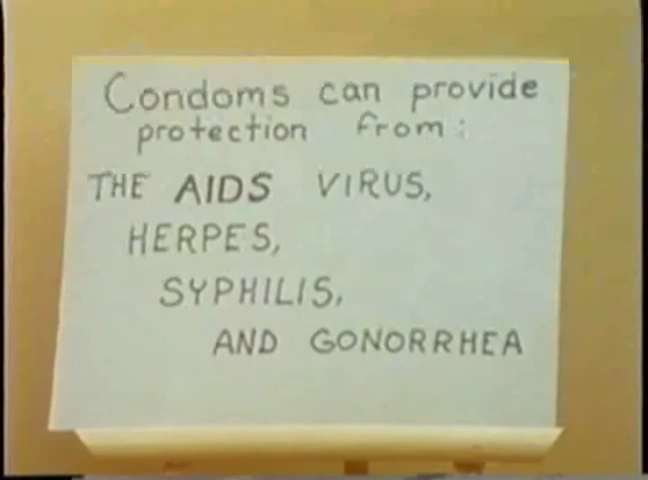 Condoms can provide
protection from:
THE AIDS VIRUS,
HERPES,
SYPHILIS,
AND GONORRHEA